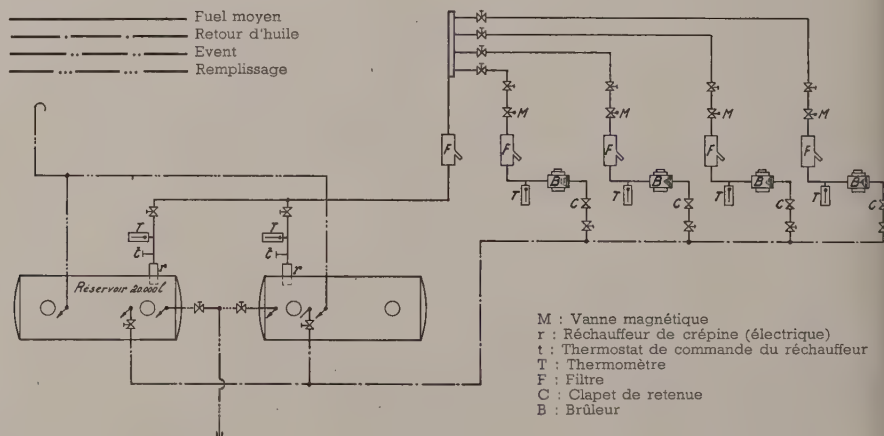 Fuel moyen
Retour d'huile
Event
Remplissage
M
M
M
M
F
F
F
F
F
T
B
T
B
T
B
T
B
C
C
C
C
T
T
t
t
r
r
Réservoir 20.000 l
M : Vanne magnétique
r : Réchauffeur de crépine (électrique)
t : Thermostat de commande du réchauffeur
T : Thermomètre
F : Filtre
C : Clapet de retenue
B : Brûleur